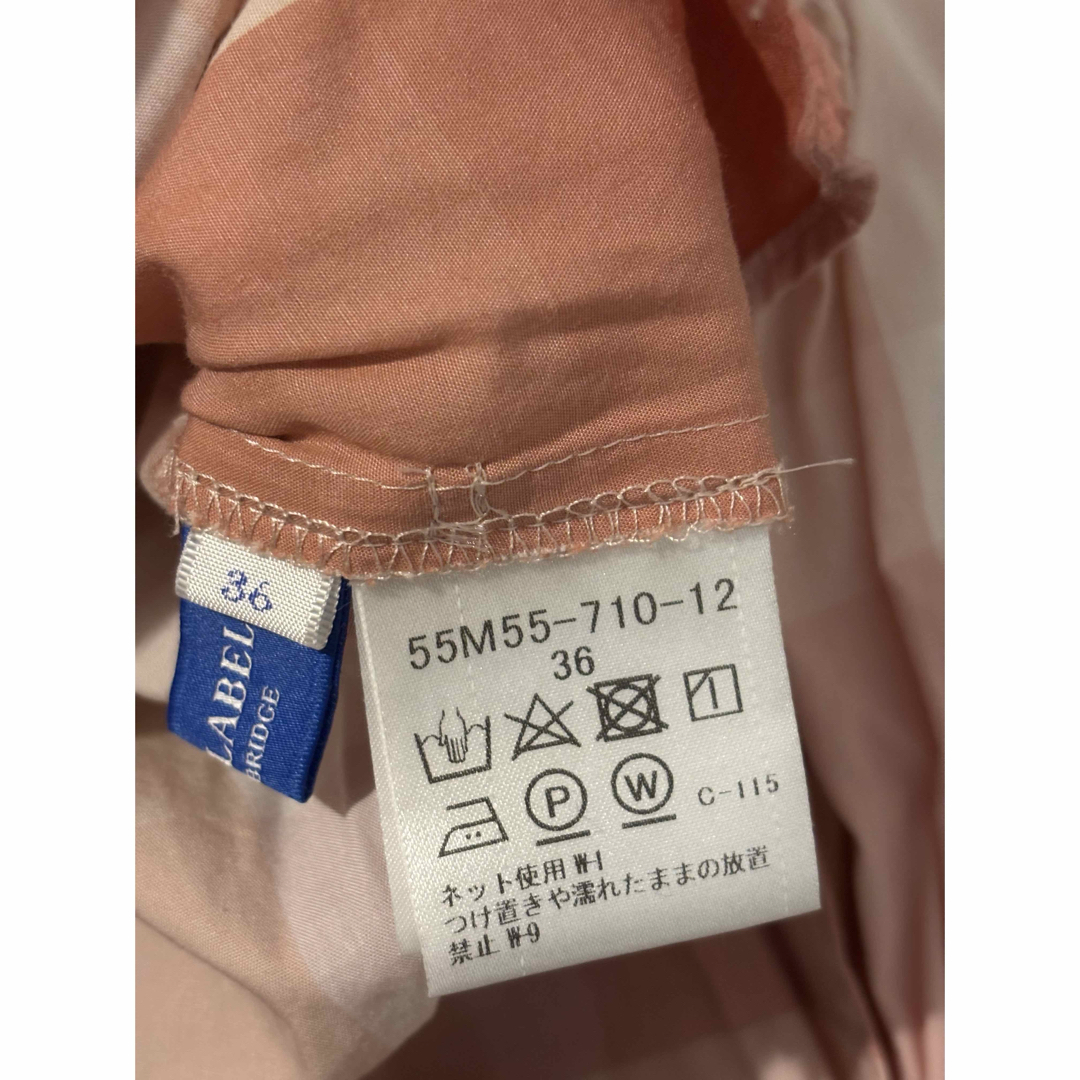 36
LABEL
BRIDGE
55M55-710-12
36
P W C-115
ネット使用 W-1
つけ置きや濡れたままの放置
禁止 W-9